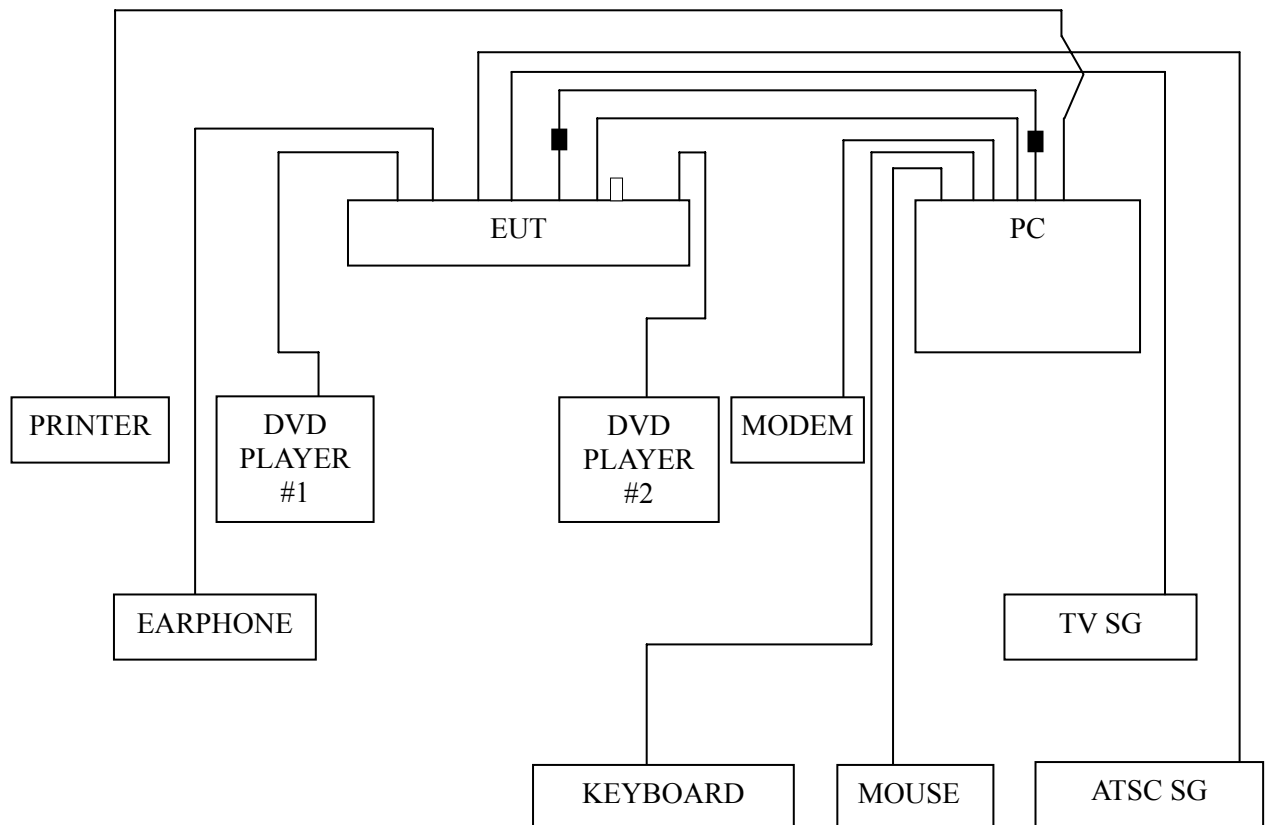 EUT
PC
PRINTER
DVD
PLAYER
#1
DVD
PLAYER
#2
MODEM
EARPHONE
TV SG
KEYBOARD
MOUSE
ATSC SG